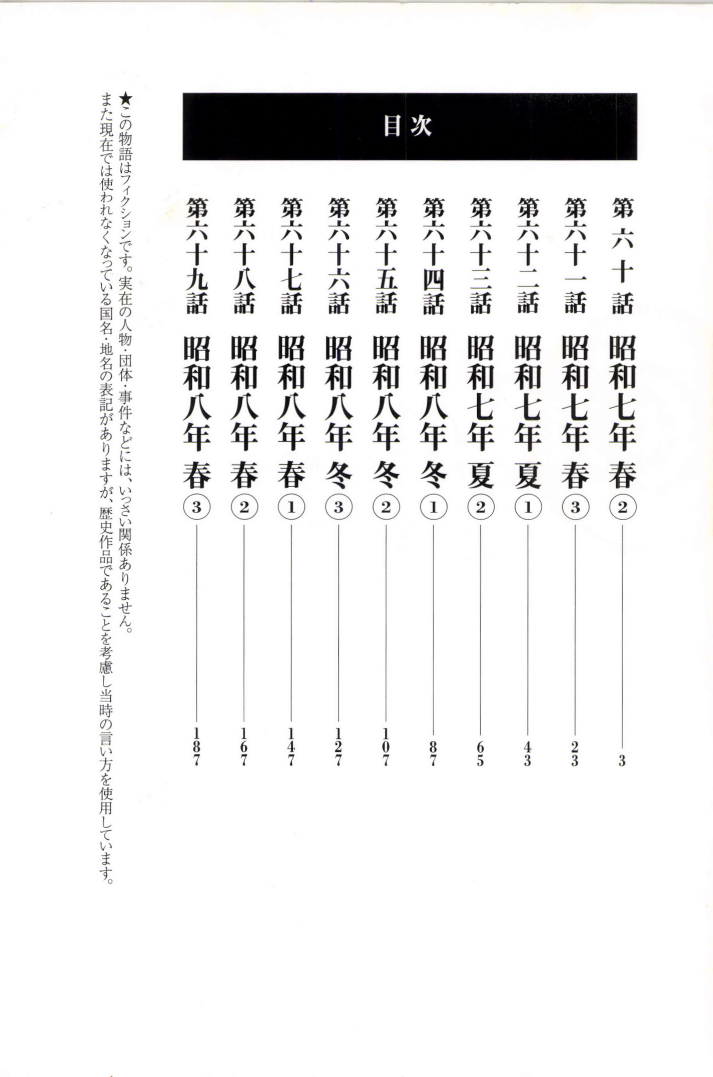 目次
第六十話 昭和七年 春② 3
第六十一話 昭和七年 春③ 23
第六十二話 昭和七年 夏① 43
第六十三話 昭和七年 夏② 65
第六十四話 昭和八年 冬① 87
第六十五話 昭和八年 冬② 107
第六十六話 昭和八年 冬③ 127
第六十七話 昭和八年 春① 147
第六十八話 昭和八年 春② 167
第六十九話 昭和八年 春③ 187
★この物語はフィクションです。実在の人物・団体・事件などには、いっさい関係ありません。
また現在では使われなくなっている国名・地名の表記がありますが、歴史作品であることを考慮し当時の言い方を使用しています。